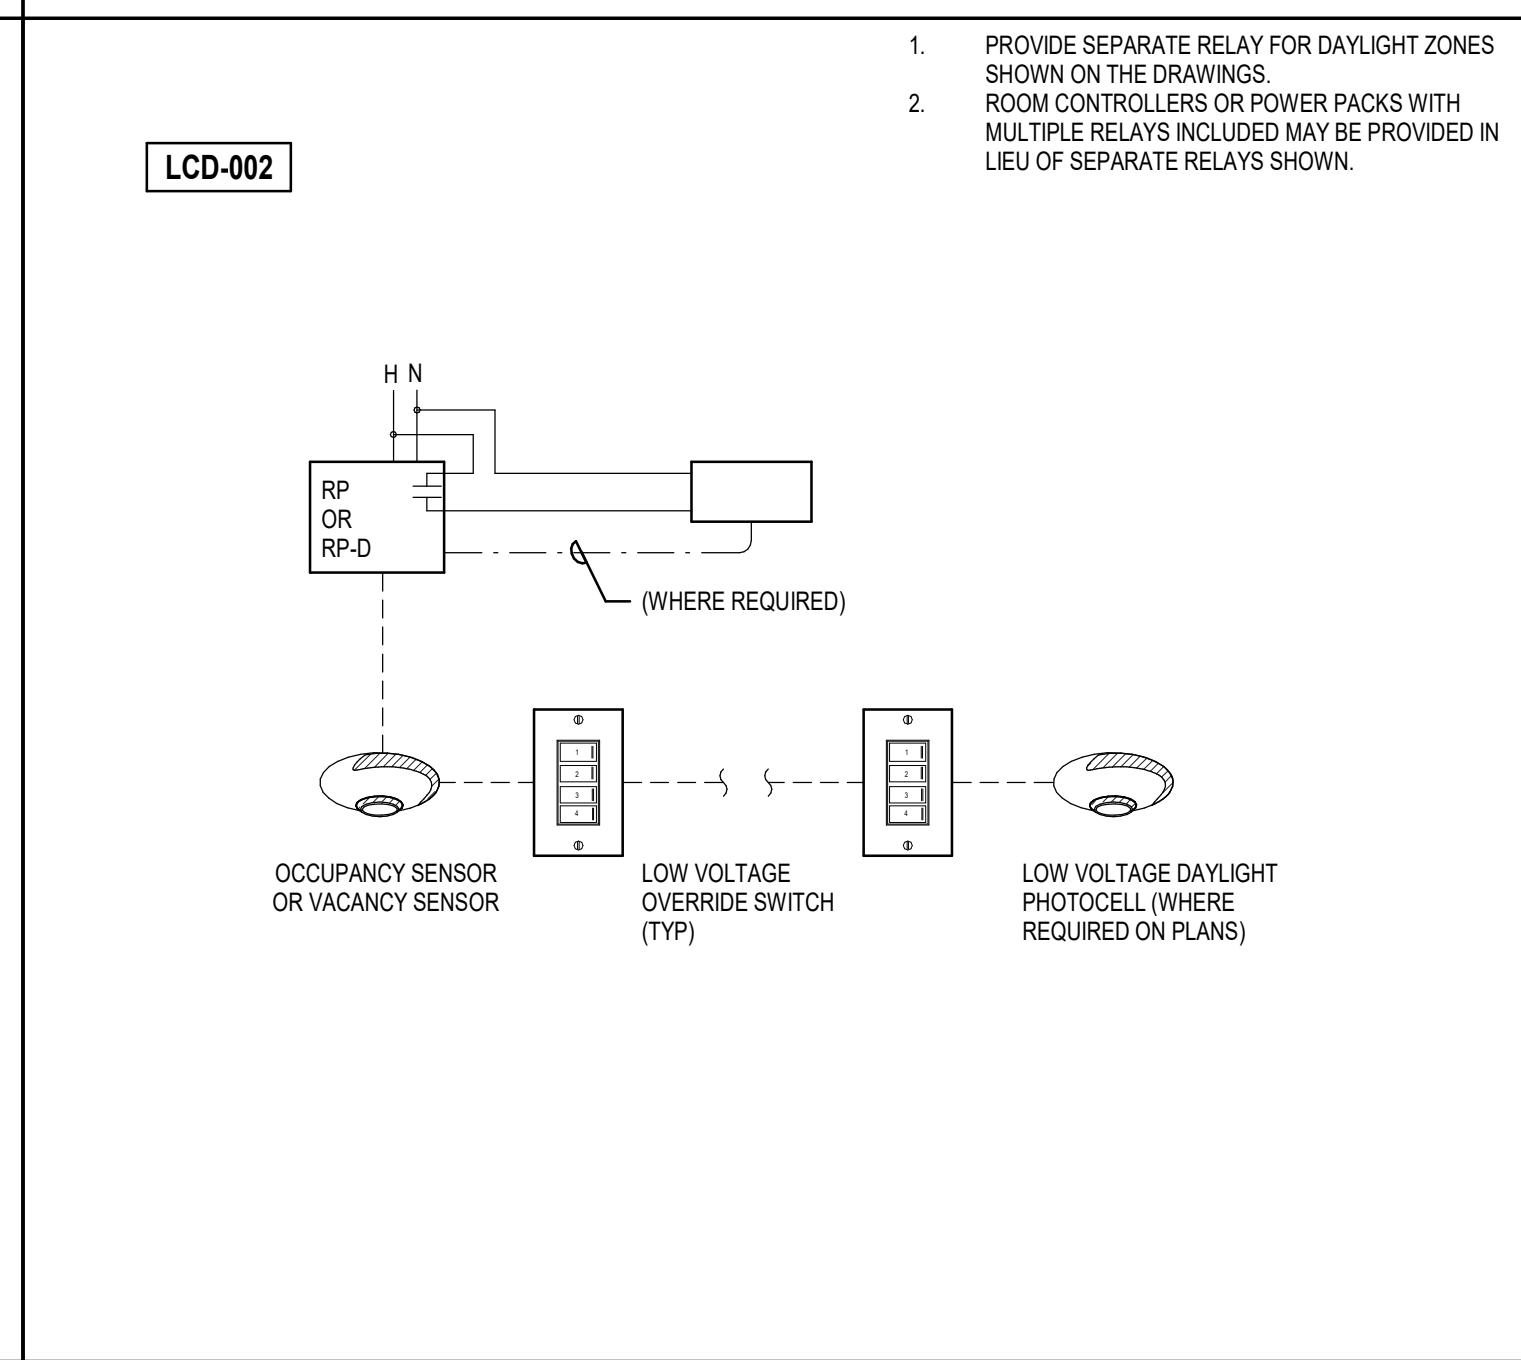 1. PROVIDE SEPARATE RELAY FOR DAYLIGHT ZONES
SHOWN ON THE DRAWINGS.
2. ROOM CONTROLLERS OR POWER PACKS WITH
MULTIPLE RELAYS INCLUDED MAY BE PROVIDED IN
LIEU OF SEPARATE RELAYS SHOWN.
LCD-002
H N
RP
OR
RP-D
(WHERE REQUIRED)
1
2
3
4
1
2
3
4
OCCUPANCY SENSOR
OR VACANCY SENSOR
LOW VOLTAGE
OVERRIDE SWITCH
(TYP)
LOW VOLTAGE DAYLIGHT
PHOTOCELL (WHERE
REQUIRED ON PLANS)